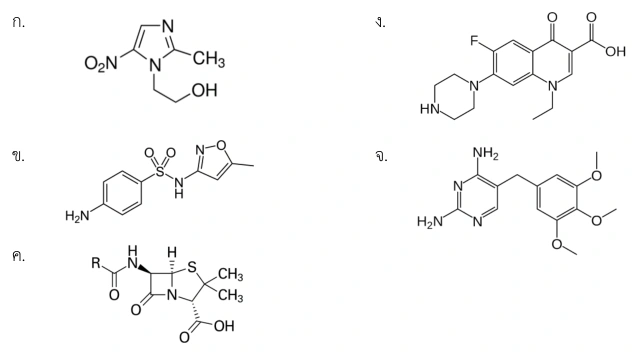 ก.
N
O₂N
N
CH₃
OH
ข.
O
O
S
N
H
N
O
H₂N
ค.
R
H
N
O
H
S
CH₃
CH₃
N
O
O
OH
ง.
O
O
F
OH
N
N
HN
จ.
NH₂
N
H₂N
N
O
O
O